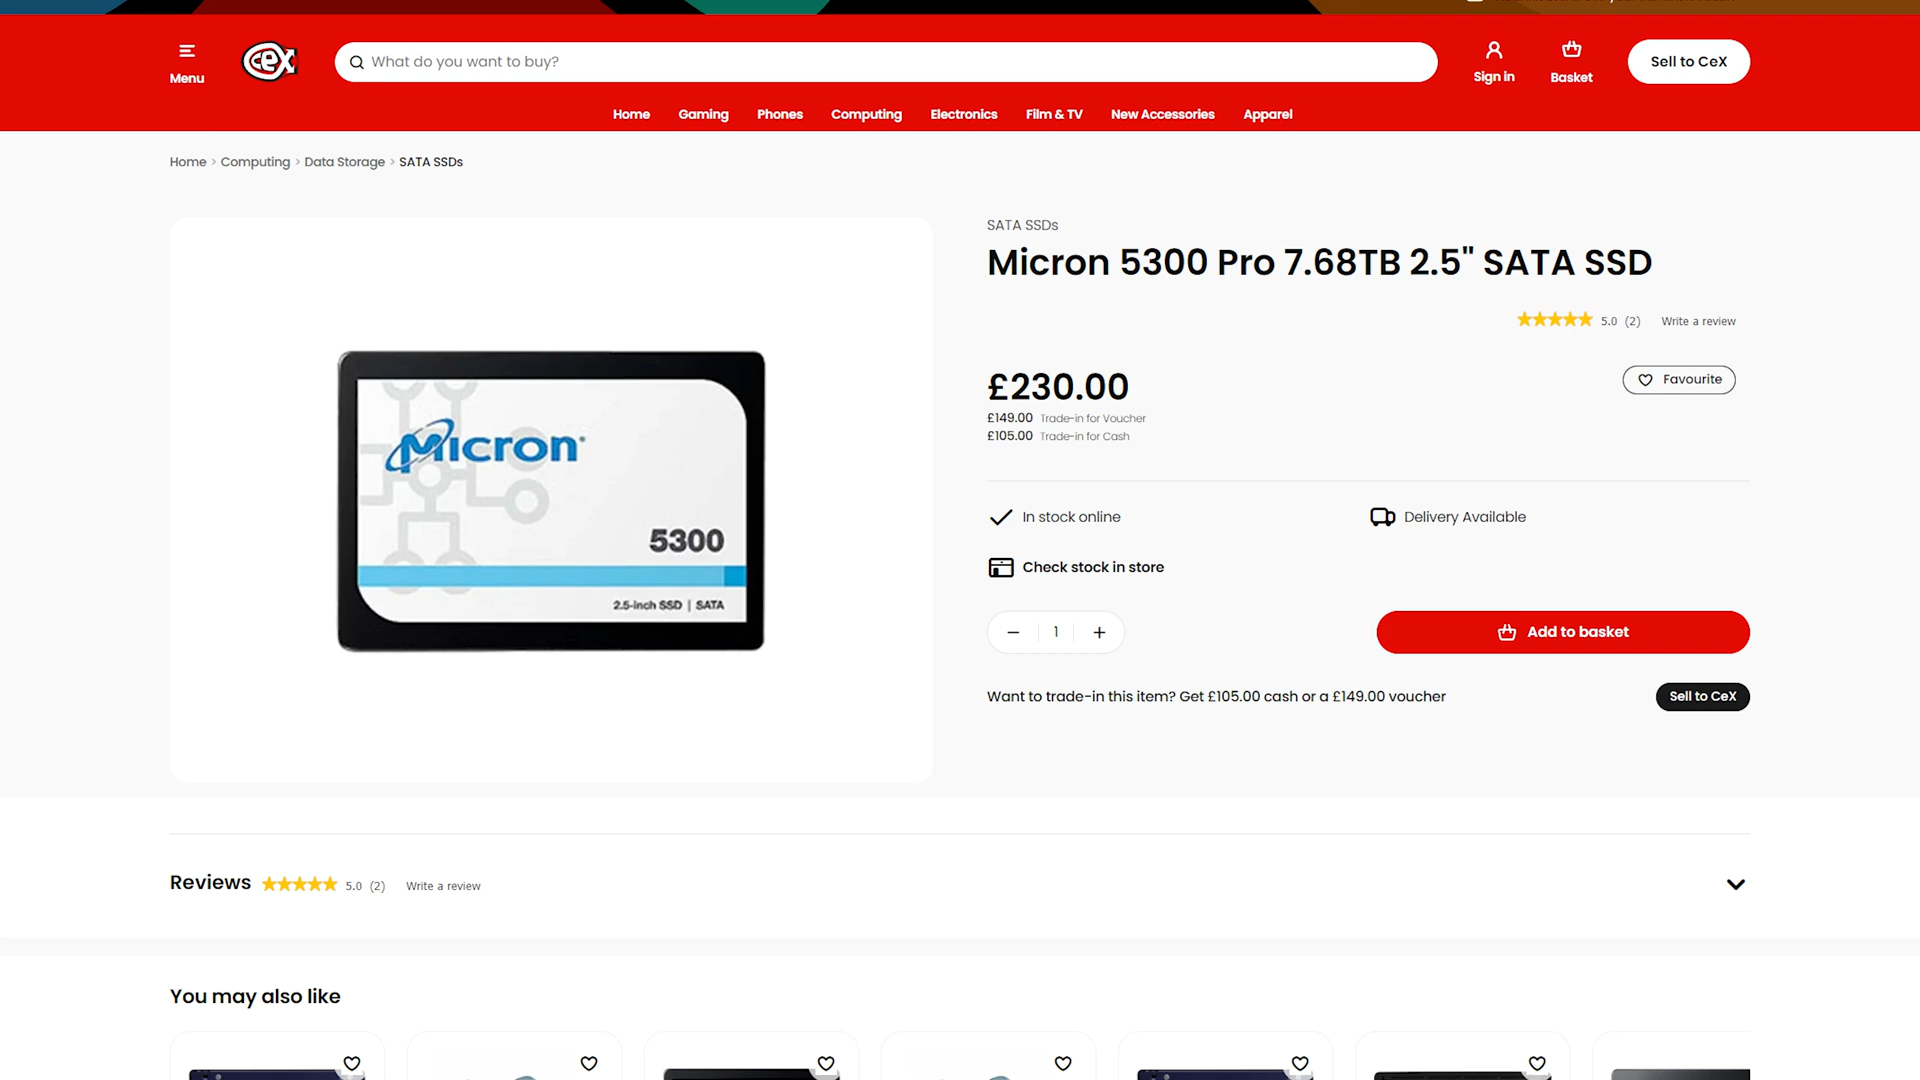 Menu
CeX
What do you want to buy?
Sign in
Basket
Sell to CeX
Home
Gaming
Phones
Computing
Electronics
Film & TV
New Accessories
Apparel
Home > Computing > Data Storage > SATA SSDs
Micron
5300
2.5-inch SSD | SATA
SATA SSDs
Micron 5300 Pro 7.68TB 2.5" SATA SSD
5.0 (2) Write a review
£230.00
Favourite
£149.00 Trade-in for Voucher
£105.00 Trade-in for Cash
In stock online
Delivery Available
Check stock in store
1
Add to basket
Want to trade-in this item? Get £105.00 cash or a £149.00 voucher
Sell to CeX
Reviews 5.0 (2) Write a review
You may also like